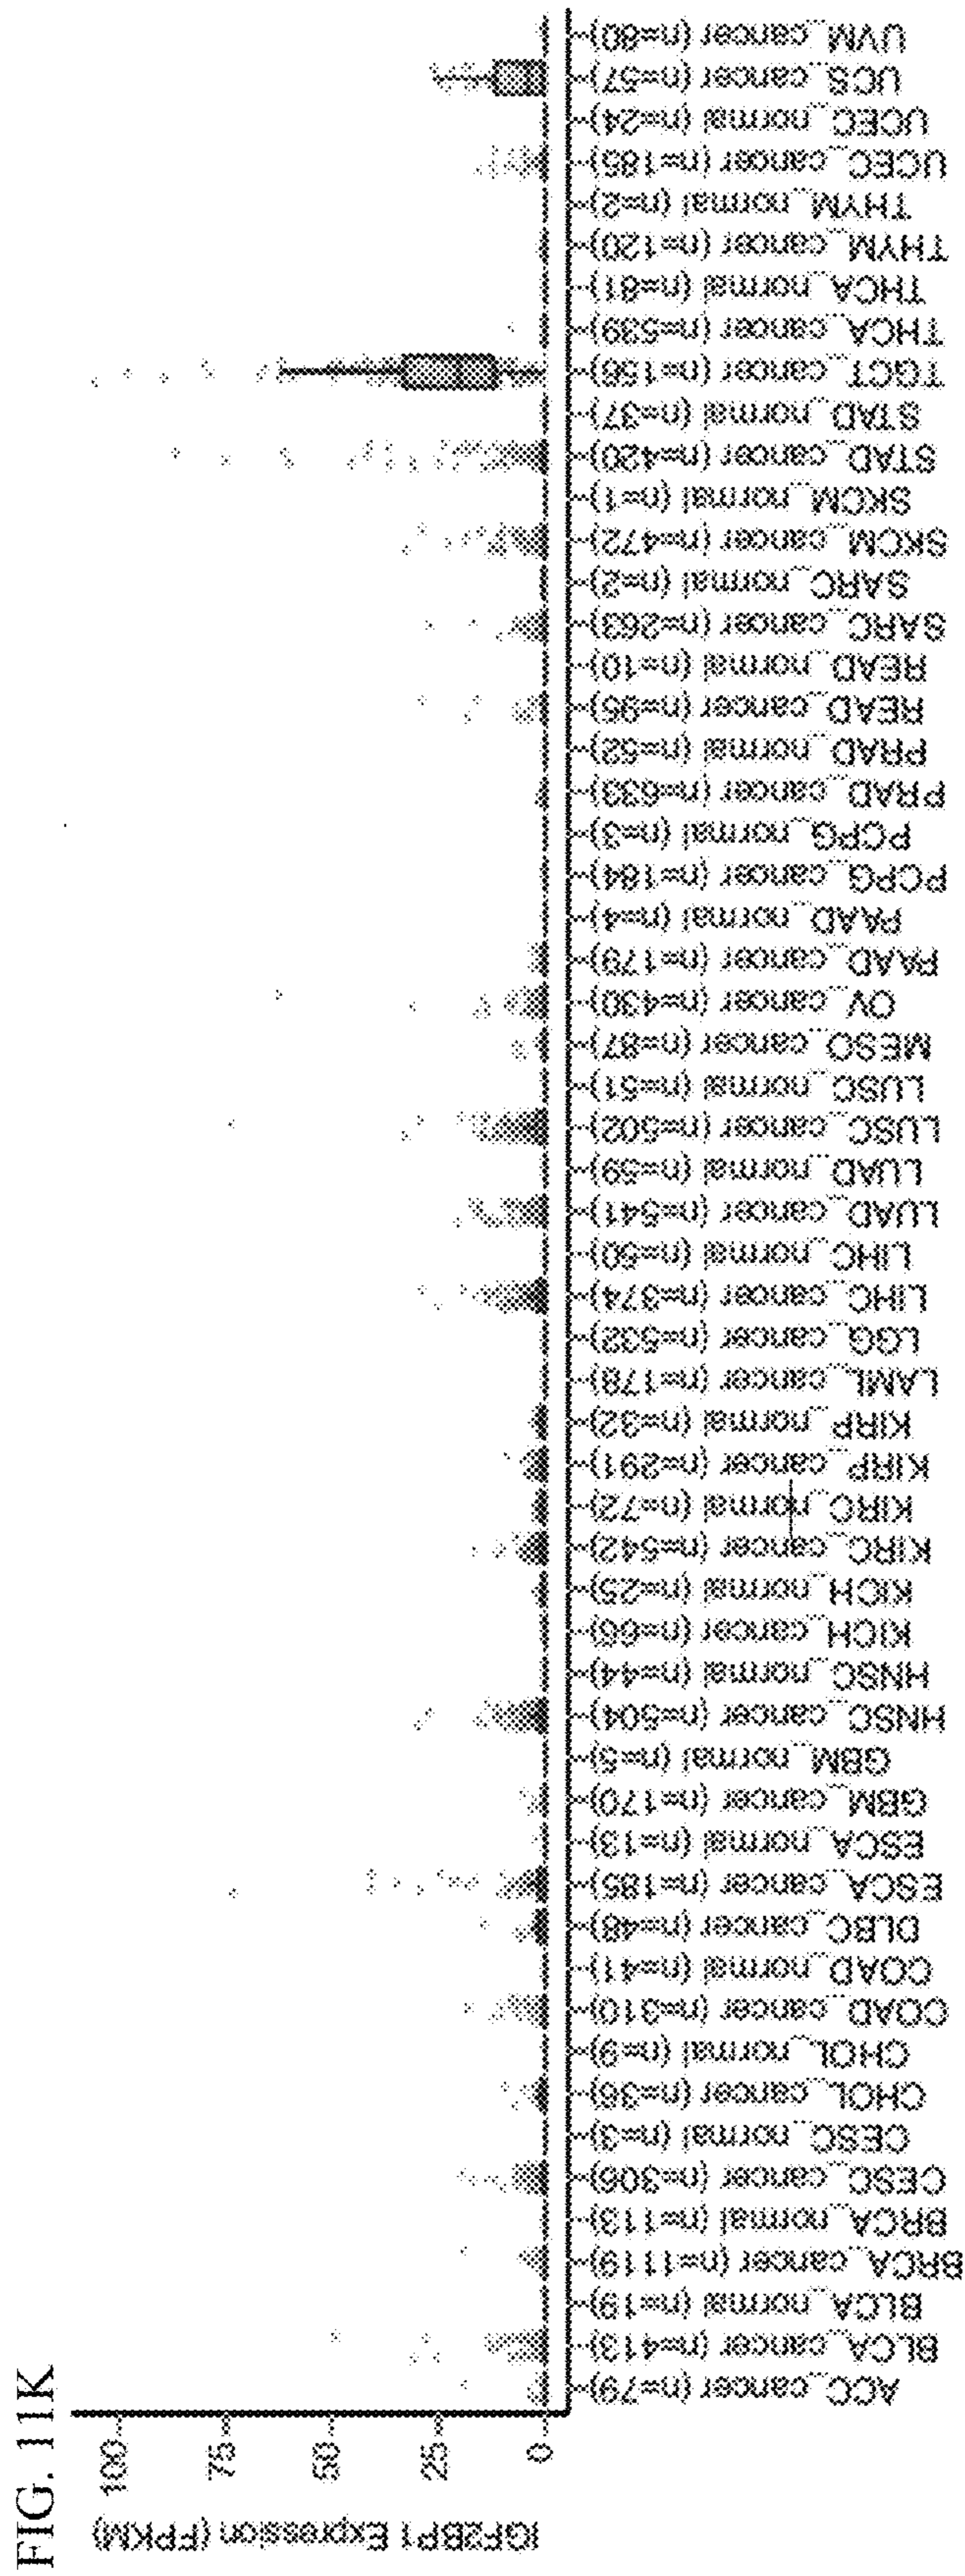 FIG. 11K
IGF2BP1 Expression (FPKM)
100
75
50
25
0
ACC_cancer (n=79)
BLCA_cancer (n=413)
BLCA_normal (n=19)
BRCA_cancer (n=1119)
BRCA_normal (n=113)
CESC_cancer (n=306)
CESC_normal (n=3)
CHOL_cancer (n=36)
CHOL_normal (n=9)
COAD_cancer (n=310)
COAD_normal (n=41)
DLBC_cancer (n=48)
ESCA_cancer (n=185)
ESCA_normal (n=13)
GBM_cancer (n=170)
GBM_normal (n=5)
HNSC_cancer (n=504)
HNSC_normal (n=44)
KICH_cancer (n=66)
KICH_normal (n=25)
KIRC_cancer (n=542)
KIRC_normal (n=72)
KIRP_cancer (n=291)
KIRP_normal (n=32)
LAML_cancer (n=178)
LGG_cancer (n=532)
LIHC_cancer (n=374)
LIHC_normal (n=50)
LUAD_cancer (n=541)
LUAD_normal (n=59)
LUSC_cancer (n=502)
LUSC_normal (n=51)
MESO_cancer (n=87)
OV_cancer (n=430)
PAAD_cancer (n=179)
PAAD_normal (n=4)
PCPG_cancer (n=184)
PCPG_normal (n=3)
PRAD_cancer (n=633)
PRAD_normal (n=52)
READ_cancer (n=95)
READ_normal (n=10)
SARC_cancer (n=263)
SARC_normal (n=2)
SKCM_cancer (n=472)
SKCM_normal (n=1)
STAD_cancer (n=420)
STAD_normal (n=37)
TGCT_cancer (n=156)
THCA_cancer (n=539)
THCA_normal (n=81)
THYM_cancer (n=120)
THYM_normal (n=2)
UCEC_cancer (n=185)
UCEC_normal (n=24)
UCS_cancer (n=57)
UVM_cancer (n=80)